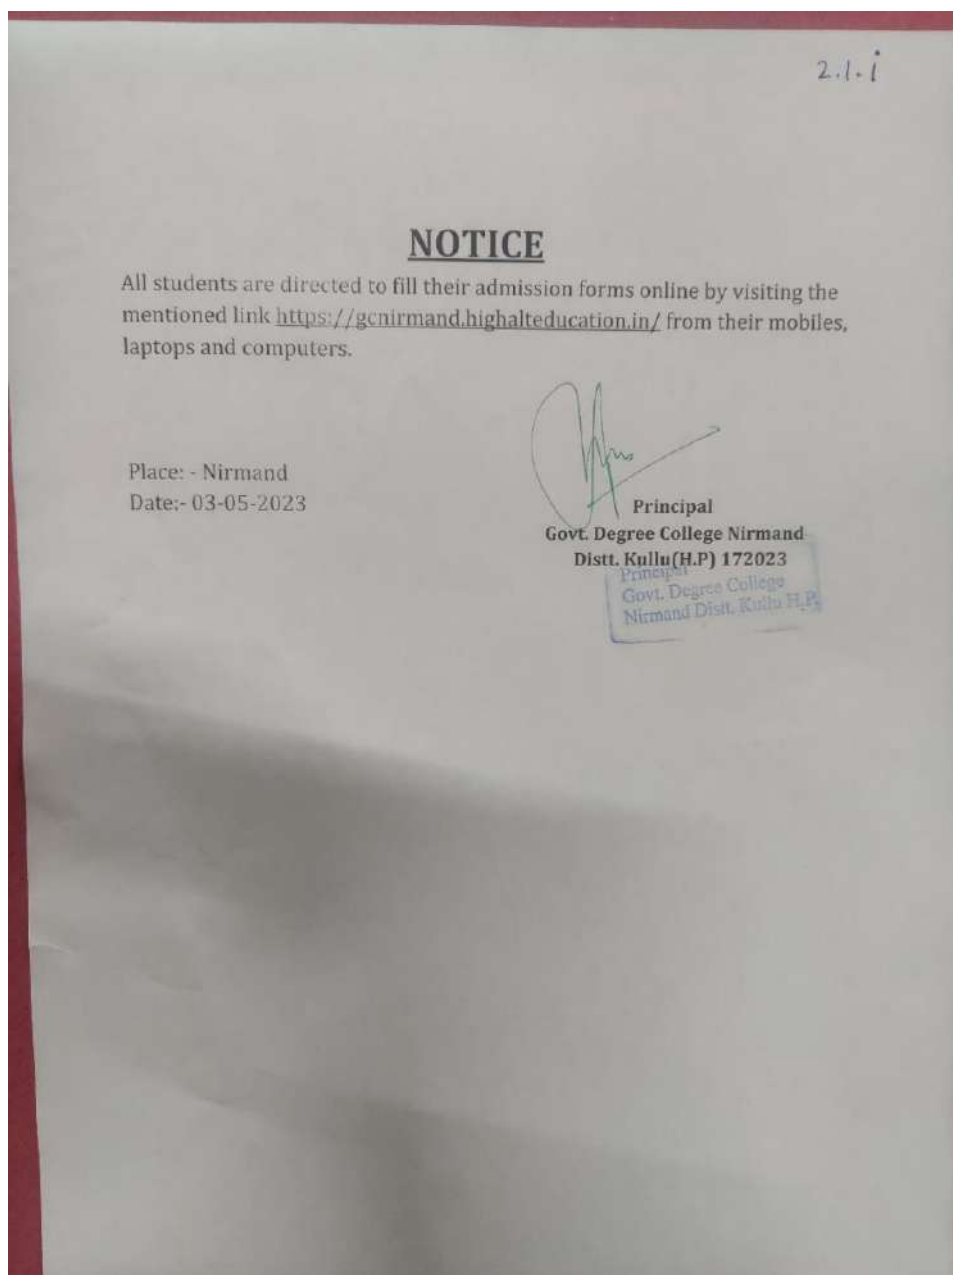 2.1.i
NOTICE
All students are directed to fill their admission forms online by visiting the
mentioned link https://gcnirmand.highalteducation.in/ from their mobiles,
laptops and computers.
Place: - Nirmand
Date:- 03-05-2023
Principal
Govt. Degree College Nirmand
Distt. Kullu(H.P) 172023
Principal
Govt. Degree College
Nirmand Distt. Kullu H.P.